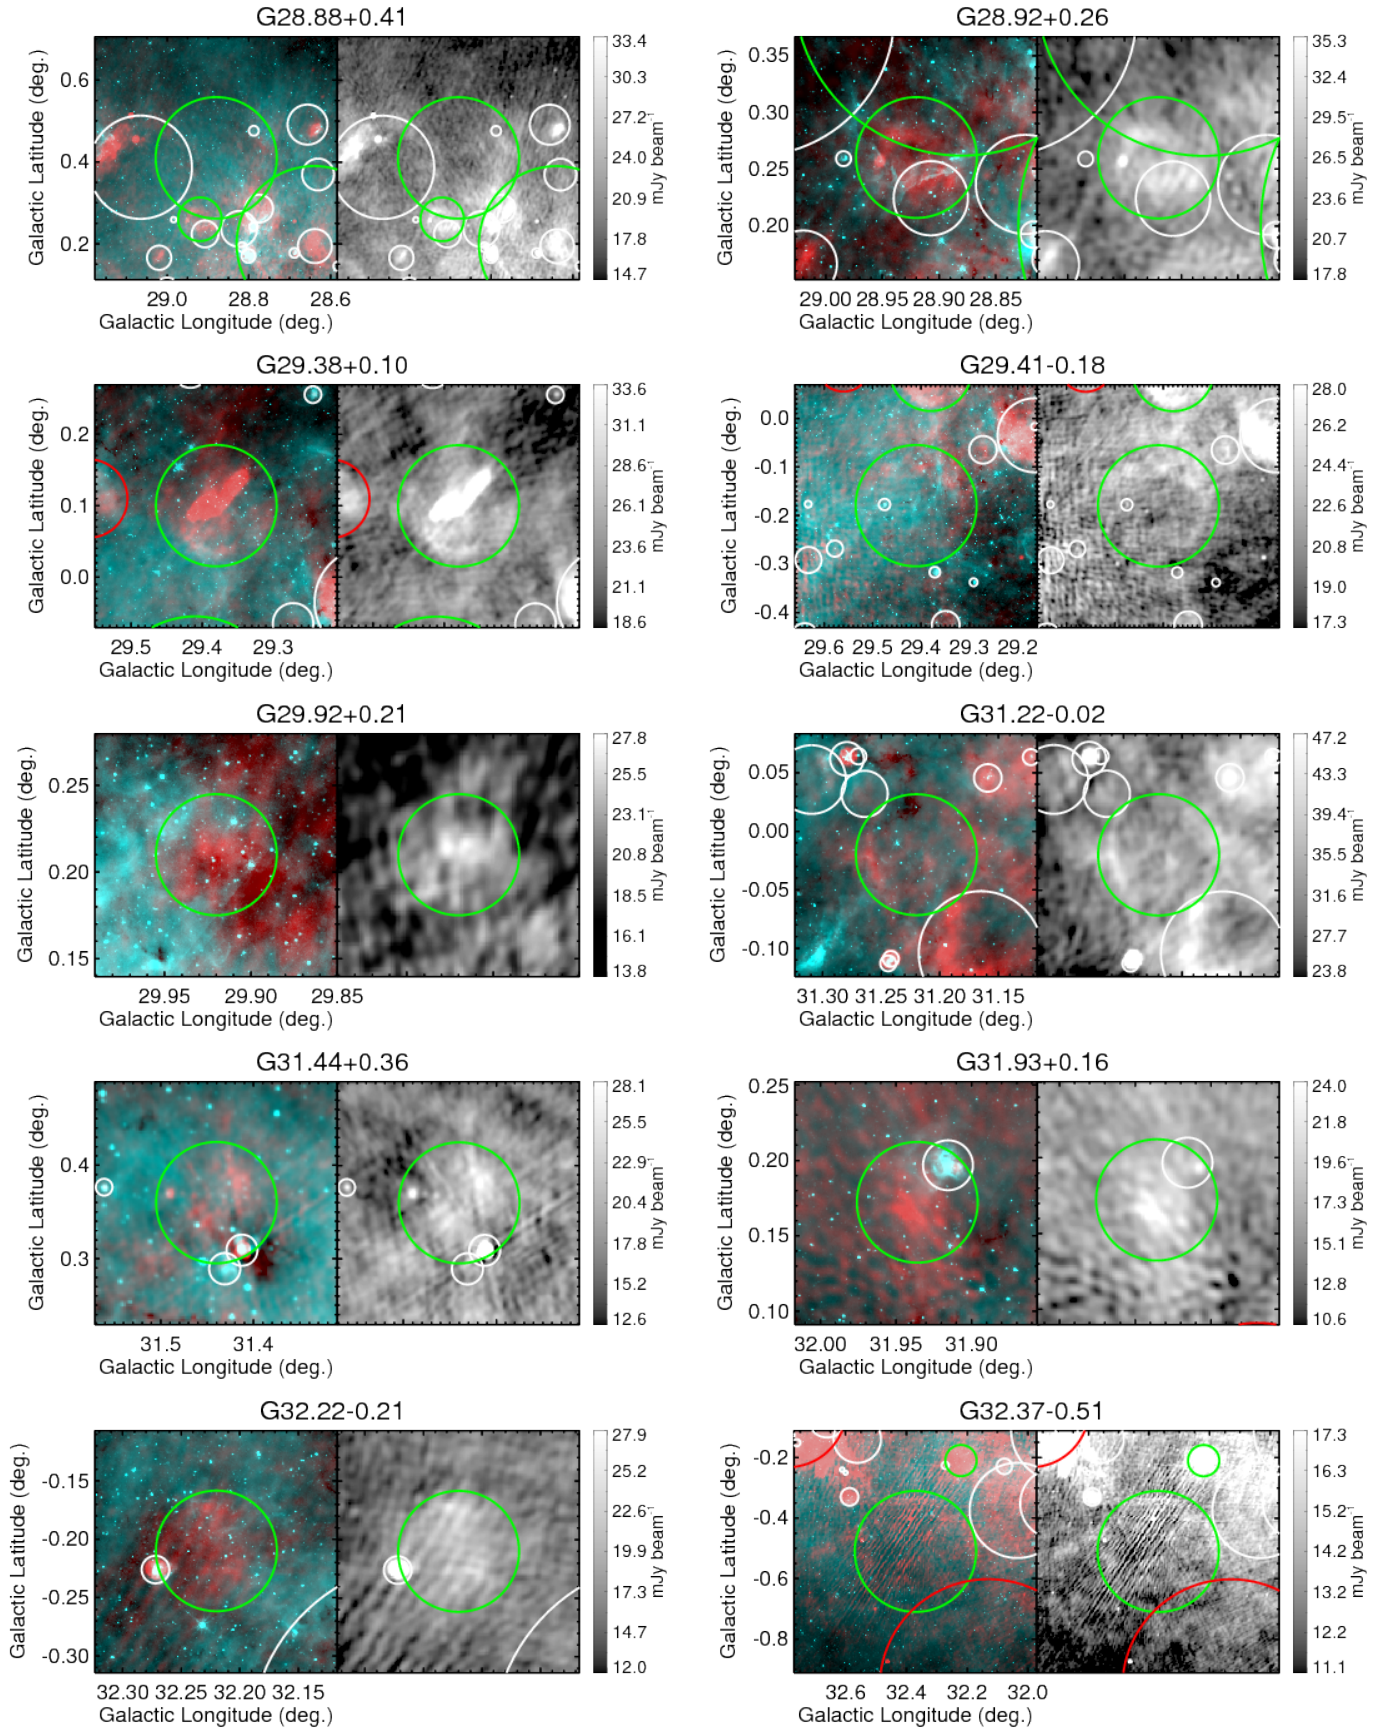 G28.88+0.41
Galactic Latitude (deg.)
0.6
0.4
0.2
29.0 28.8 28.6
Galactic Longitude (deg.)
33.4
30.3
27.2
24.0
20.9
17.8
14.7
mJy beam⁻¹
G28.92+0.26
Galactic Latitude (deg.)
0.35
0.30
0.25
0.20
29.00 28.95 28.90 28.85
Galactic Longitude (deg.)
35.3
32.4
29.5
26.5
23.6
20.7
17.8
mJy beam⁻¹
G29.38+0.10
Galactic Latitude (deg.)
0.2
0.1
0.0
29.5 29.4 29.3
Galactic Longitude (deg.)
33.6
31.1
28.6
26.1
23.6
21.1
18.6
mJy beam⁻¹
G29.41-0.18
Galactic Latitude (deg.)
0.0
-0.1
-0.2
-0.3
-0.4
29.6 29.5 29.4 29.3 29.2
Galactic Longitude (deg.)
28.0
26.2
24.4
22.6
20.8
19.0
17.3
mJy beam⁻¹
G29.92+0.21
Galactic Latitude (deg.)
0.25
0.20
0.15
29.95 29.90 29.85
Galactic Longitude (deg.)
27.8
25.5
23.1
20.8
18.5
16.1
13.8
mJy beam⁻¹
G31.22-0.02
Galactic Latitude (deg.)
0.05
0.00
-0.05
-0.10
31.30 31.25 31.20 31.15
Galactic Longitude (deg.)
47.2
43.3
39.4
35.5
31.6
27.7
23.8
mJy beam⁻¹
G31.44+0.36
Galactic Latitude (deg.)
0.4
0.3
31.5 31.4
Galactic Longitude (deg.)
28.1
25.5
22.9
20.4
17.8
15.2
12.6
mJy beam⁻¹
G31.93+0.16
Galactic Latitude (deg.)
0.25
0.20
0.15
0.10
32.00 31.95 31.90
Galactic Longitude (deg.)
24.0
21.8
19.6
17.3
15.1
12.8
10.6
mJy beam⁻¹
G32.22-0.21
Galactic Latitude (deg.)
-0.15
-0.20
-0.25
-0.30
32.30 32.25 32.20 32.15
Galactic Longitude (deg.)
27.9
25.2
22.6
19.9
17.3
14.7
12.0
mJy beam⁻¹
G32.37-0.51
Galactic Latitude (deg.)
-0.2
-0.4
-0.6
-0.8
32.6 32.4 32.2 32.0
Galactic Longitude (deg.)
17.3
16.3
15.2
14.2
13.2
12.2
11.1
mJy beam⁻¹